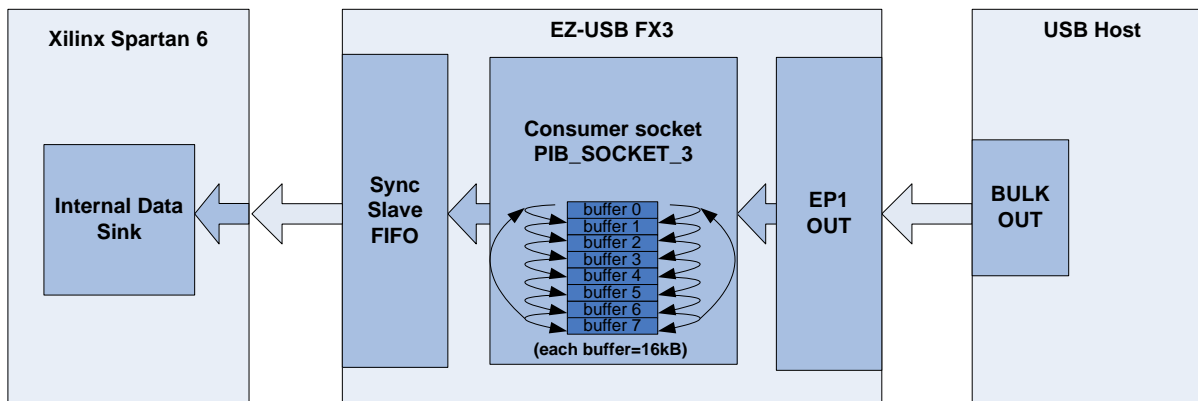 Xilinx Spartan 6
Internal Data
Sink
EZ-USB FX3
Sync
Slave
FIFO
Consumer socket
PIB_SOCKET_3
buffer 0
buffer 1
buffer 2
buffer 3
buffer 4
buffer 5
buffer 6
buffer 7
(each buffer=16kB)
EP1
OUT
USB Host
BULK
OUT